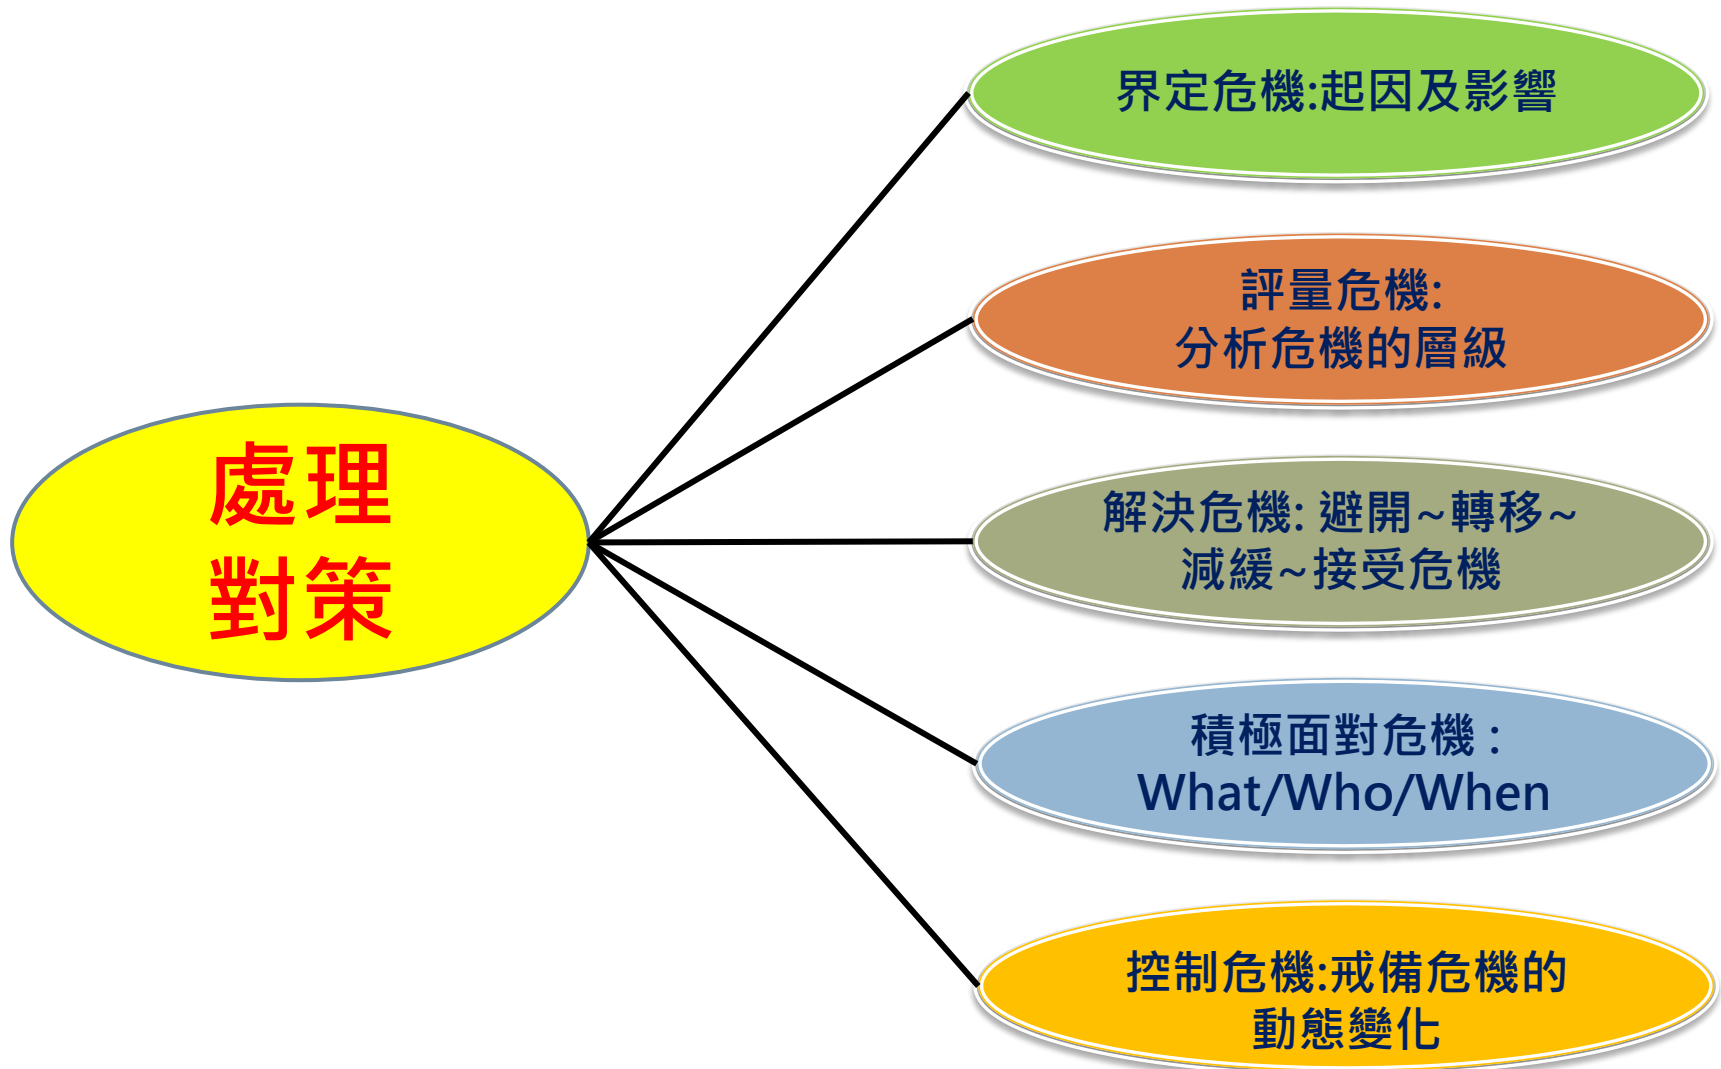 處理
對策
界定危機:起因及影響
評量危機:
分析危機的層級
解決危機: 避開~轉移~
減緩~接受危機
積極面對危機 :
What/Who/When
控制危機:戒備危機的
動態變化